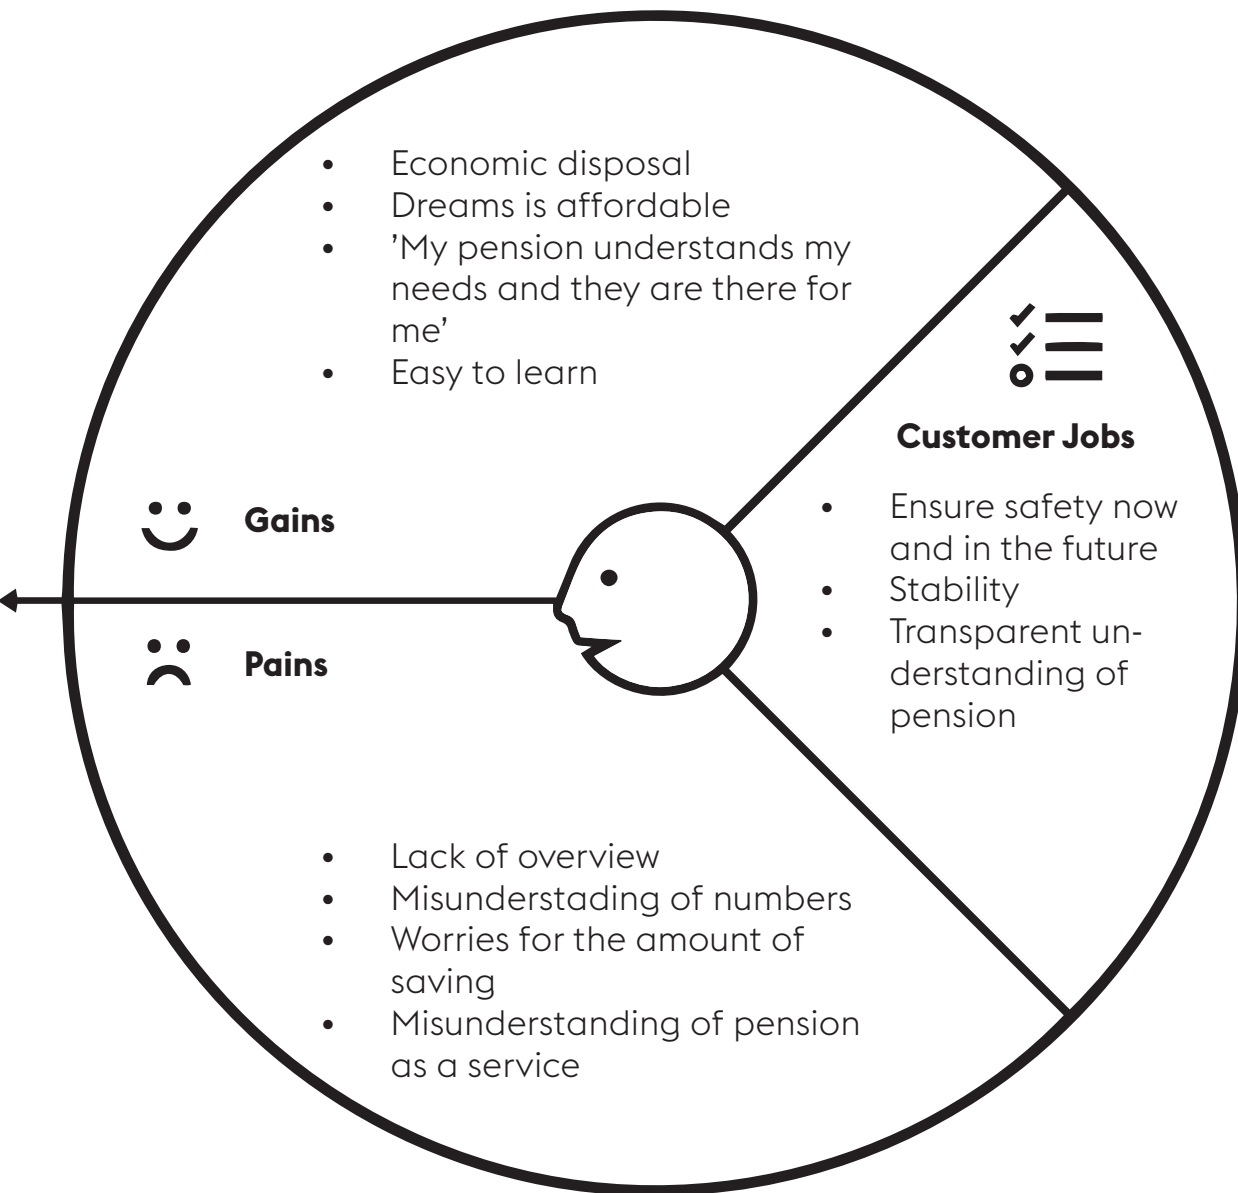 • Economic disposal
• Dreams is affordable
• ’My pension understands my
needs and they are there for
me’
• Easy to learn
Gains
Customer Jobs
• Ensure safety now
and in the future
• Stability
• Transparent un-
derstanding of
pension
Pains
• Lack of overview
• Misunderstading of numbers
• Worries for the amount of
saving
• Misunderstanding of pension
as a service